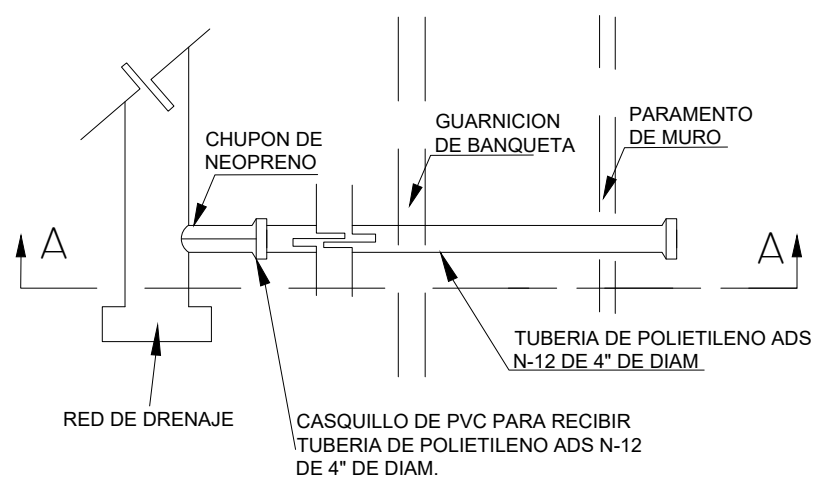 CHUPON DE
NEOPRENO
GUARNICION
DE BANQUETA
PARAMENTO
DE MURO
A
A
TUBERIA DE POLIETILENO ADS
N-12 DE 4" DE DIAM
RED DE DRENAJE
CASQUILLO DE PVC PARA RECIBIR
TUBERIA DE POLIETILENO ADS N-12
DE 4" DE DIAM.